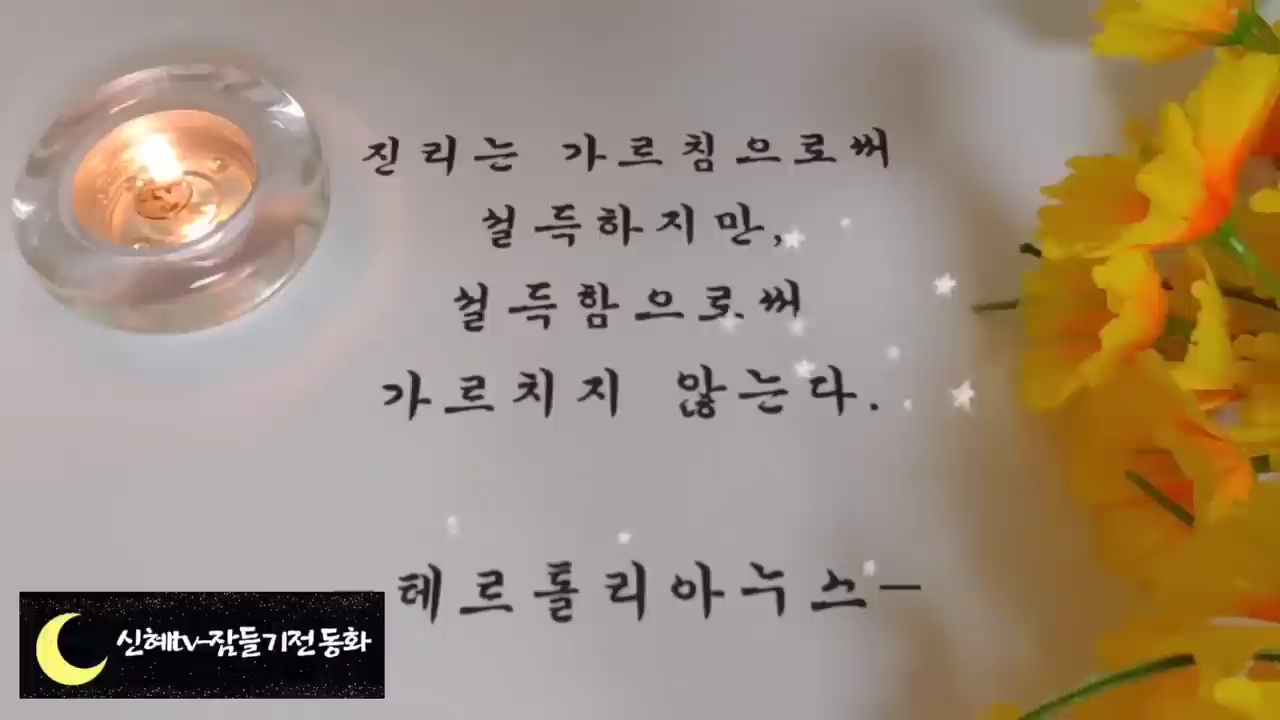 진리는 가르침으로써
설득하지만,
설득함으로써
가르치지 않는다.
테르톨리아누스-
신혜tv-잠들기전동화